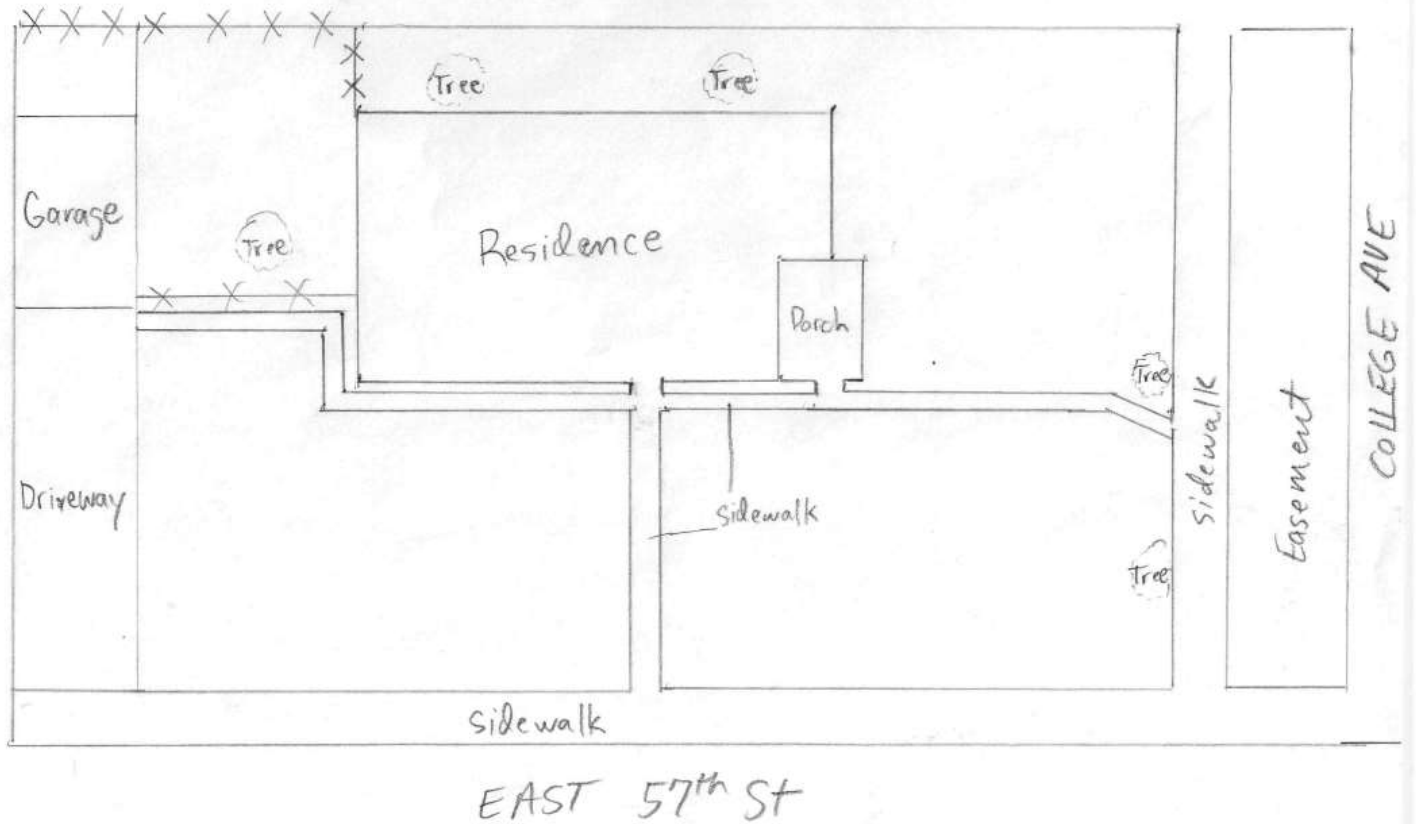 Tree
Tree
Garage
Tree
Residence
Porch
Tree
sidewalk
Easement
COLLEGE AVE
Driveway
sidewalk
Tree
sidewalk
EAST 57th St